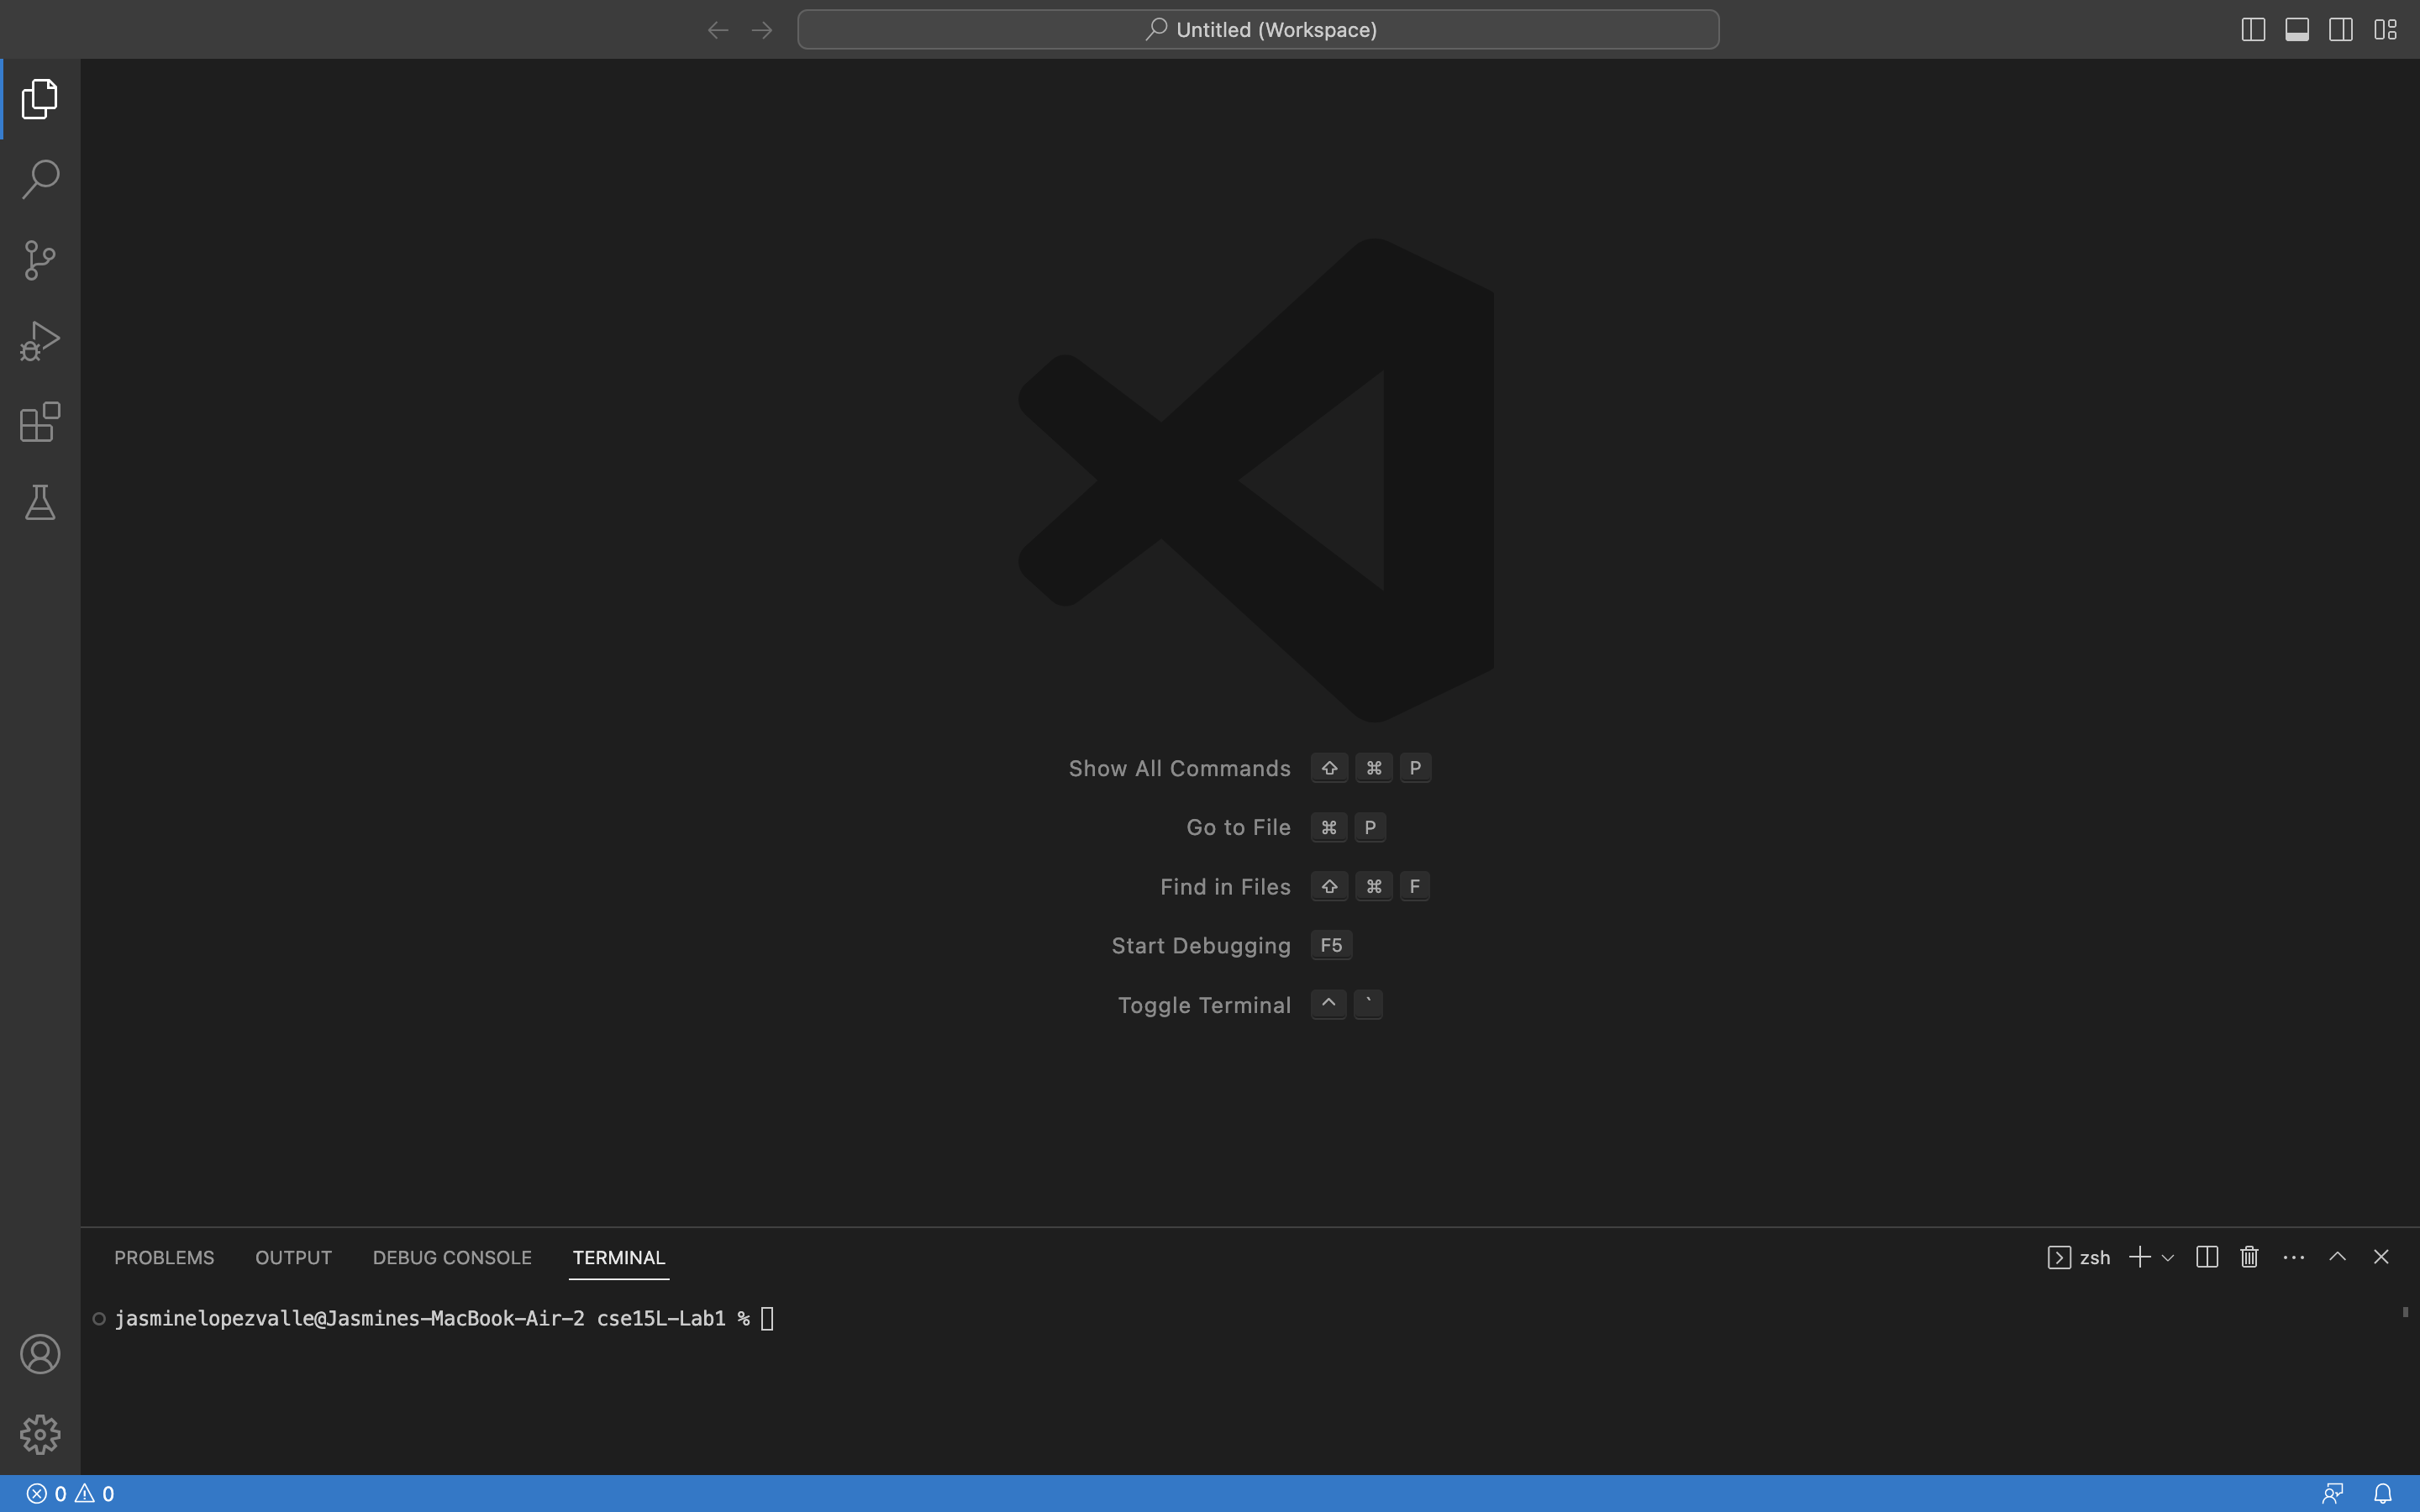 Untitled (Workspace)
Show All Commands ⇧ ⌘ P
Go to File ⌘ P
Find in Files ⇧ ⌘ F
Start Debugging F5
Toggle Terminal ^ `
PROBLEMS OUTPUT DEBUG CONSOLE TERMINAL zsh
jasminelopezvalle@Jasmines-MacBook-Air-2 cse15L-Lab1 %
0 0